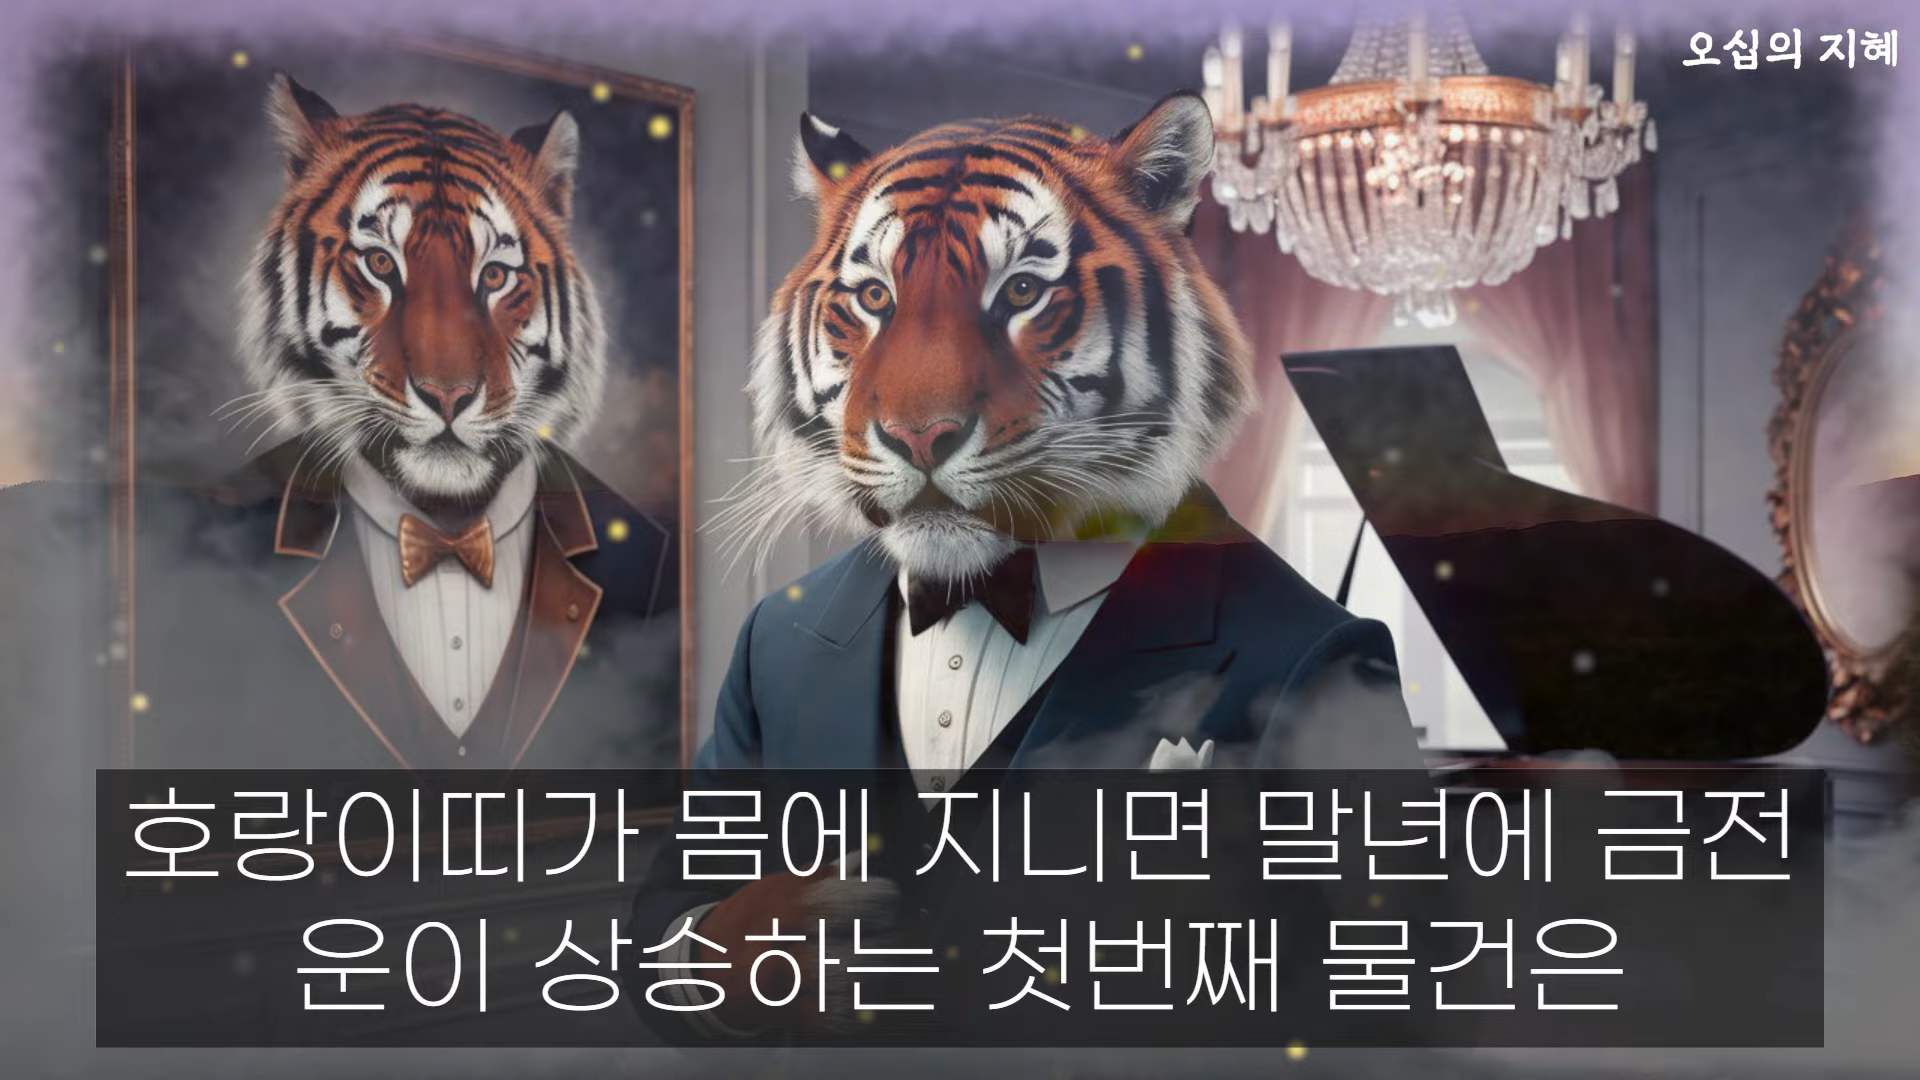 오십의 지혜
호랑이띠가 몸에 지니면 말년에 금전
운이 상승하는 첫번째 물건은